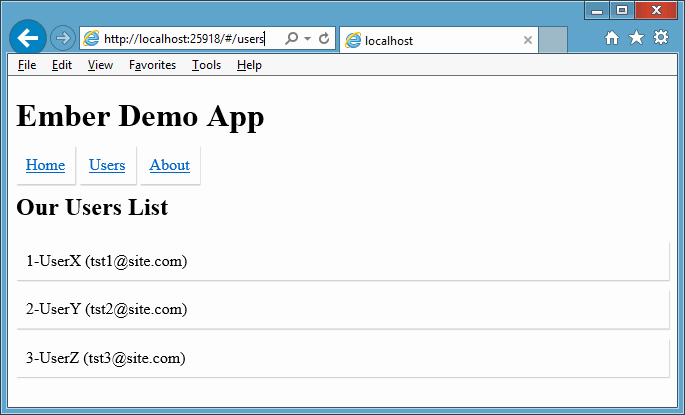 http://localhost:25918/#/users
localhost
File Edit View Favorites Tools Help
Ember Demo App
Home Users About
Our Users List
1-UserX (tst1@site.com)
2-UserY (tst2@site.com)
3-UserZ (tst3@site.com)